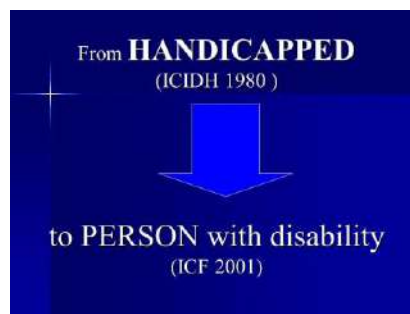 From HANDICAPPED
(ICIDH 1980 )
to PERSON with disability
(ICF 2001)